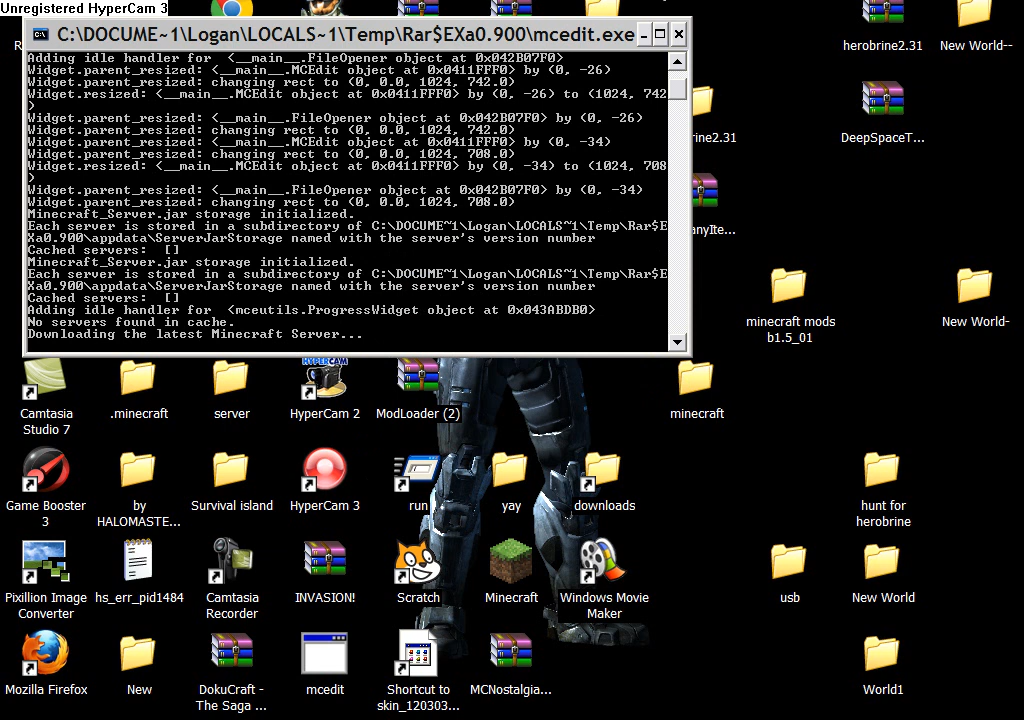 Unregistered HyperCam 3
C:\DOCUME~1\Logan\LOCALS~1\Temp\Rar$EXa0.900\mcedit.exe
Adding idle handler for  <__main__.FileOpener object at 0x042B07F0>
Widget.parent_resized: <__main__.MCEdit object at 0x0411FFF0> by (0, -26)
Widget.parent_resized: changing rect to (0, 0.0, 1024, 742.0)
Widget.resized: <__main__.MCEdit object at 0x0411FFF0> by (0, -26) to (1024, 742
)
Widget.parent_resized: <__main__.FileOpener object at 0x042B07F0> by (0, -26)
Widget.parent_resized: changing rect to (0, 0.0, 1024, 742.0)
Widget.parent_resized: <__main__.MCEdit object at 0x0411FFF0> by (0, -34)
Widget.parent_resized: changing rect to (0, 0.0, 1024, 708.0)
Widget.resized: <__main__.MCEdit object at 0x0411FFF0> by (0, -34) to (1024, 708
)
Widget.parent_resized: <__main__.FileOpener object at 0x042B07F0> by (0, -34)
Widget.parent_resized: changing rect to (0, 0.0, 1024, 708.0)
Minecraft_Server.jar storage initialized.
Each server is stored in a subdirectory of C:\DOCUME~1\Logan\LOCALS~1\Temp\Rar$E
Xa0.900\appdata\ServerJarStorage named with the server's version number
Cached servers:  []
Minecraft_Server.jar storage initialized.
Each server is stored in a subdirectory of C:\DOCUME~1\Logan\LOCALS~1\Temp\Rar$E
Xa0.900\appdata\ServerJarStorage named with the server's version number
Cached servers:  []
Adding idle handler for  <mceutils.ProgressWidget object at 0x043ABDB0>
No servers found in cache.
Downloading the latest Minecraft Server...
herobrine2.31
New World--
rine2.31
DeepSpaceT...
anyIte...
minecraft mods
b1.5_01
New World-
Camtasia
Studio 7
.minecraft
server
HYPERCAM
HyperCam 2
ModLoader (2)
minecraft
Game Booster
3
by
HALOMASTE...
Survival island
HyperCam 3
run
yay
downloads
hunt for
herobrine
Pixillion Image
Converter
hs_err_pid1484
Camtasia
Recorder
INVASION!
Scratch
Minecraft
Windows Movie
Maker
usb
New World
Mozilla Firefox
New
DokuCraft -
The Saga ...
mcedit
Shortcut to
skin_120303...
MCNostalgia...
World1